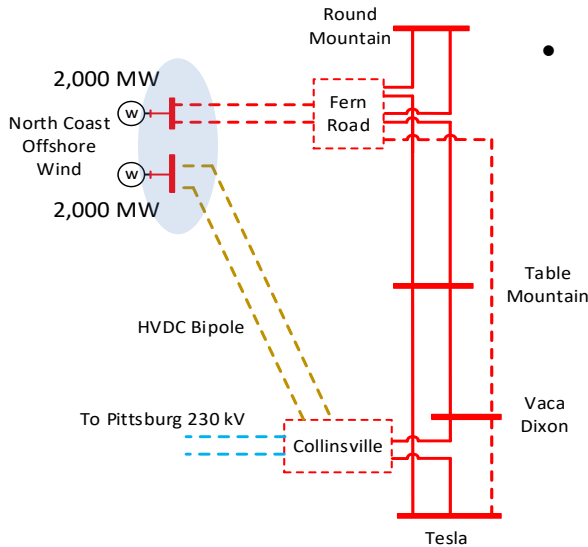 Round
Mountain
2,000 MW
W
North Coast
Offshore
Wind
Fern
Road
W
2,000 MW
Table
Mountain
HVDC Bipole
To Pittsburg 230 kV
Collinsville
Vaca
Dixon
Tesla